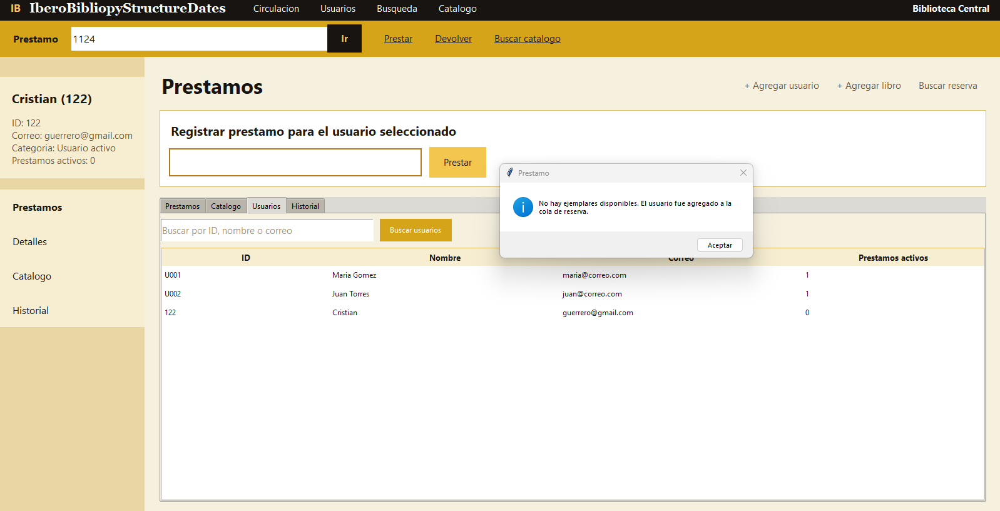 IB IberoBibliopyStructureDates Circulacion Usuarios Busqueda Catalogo Biblioteca Central
Prestamo 1124 Ir Prestar Devolver Buscar catalogo
Cristian (122)
ID: 122
Correo: guerrero@gmail.com
Categoria: Usuario activo
Prestamos activos: 0
Prestamos
Detalles
Catalogo
Historial
Prestamos + Agregar usuario + Agregar libro Buscar reserva
Registrar prestamo para el usuario seleccionado
Prestar
Prestamo
No hay ejemplares disponibles. El usuario fue agregado a la
cola de reserva.
Aceptar
Prestamos Catalogo Usuarios Historial
Buscar por ID, nombre o correo Buscar usuarios
ID Nombre Correo Prestamos activos
U001 Maria Gomez maria@correo.com 1
U002 Juan Torres juan@correo.com 1
122 Cristian guerrero@gmail.com 0